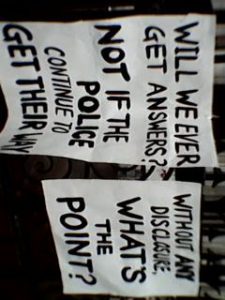 WILL WE EVER
GET ANSWERS?
NOT IF THE
POLICE
CONTINUE TO
GET THEIR WAY
WITHOUT ANY
DISCLOSURE
WHAT'S
THE
POINT?